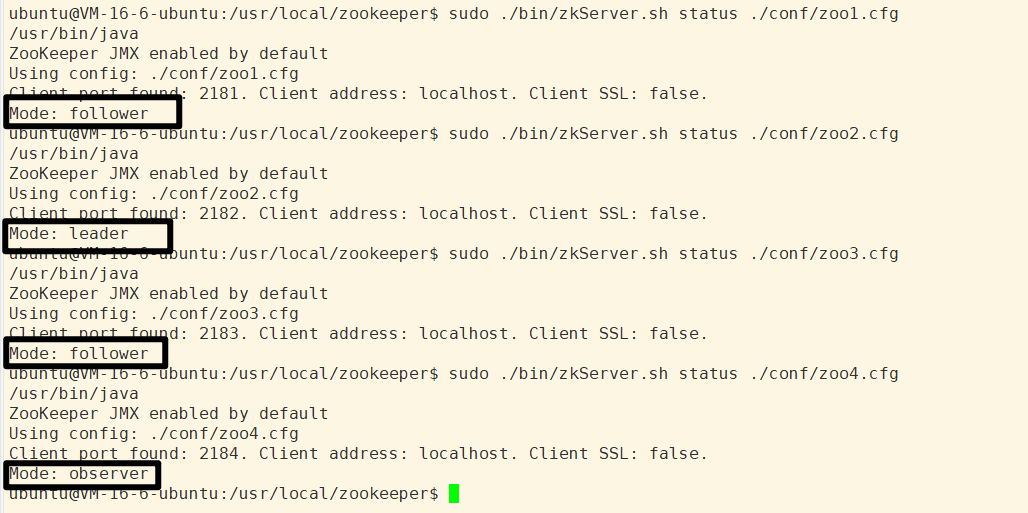 ubuntu@VM-16-6-ubuntu:/usr/local/zookeeper$ sudo ./bin/zkServer.sh status ./conf/zoo1.cfg
/usr/bin/java
ZooKeeper JMX enabled by default
Using config: ./conf/zoo1.cfg
Client port found: 2181. Client address: localhost. Client SSL: false.
Mode: follower
ubuntu@VM-16-6-ubuntu:/usr/local/zookeeper$ sudo ./bin/zkServer.sh status ./conf/zoo2.cfg
/usr/bin/java
ZooKeeper JMX enabled by default
Using config: ./conf/zoo2.cfg
Client port found: 2182. Client address: localhost. Client SSL: false.
Mode: leader
ubuntu@VM-16-6-ubuntu:/usr/local/zookeeper$ sudo ./bin/zkServer.sh status ./conf/zoo3.cfg
/usr/bin/java
ZooKeeper JMX enabled by default
Using config: ./conf/zoo3.cfg
Client port found: 2183. Client address: localhost. Client SSL: false.
Mode: follower
ubuntu@VM-16-6-ubuntu:/usr/local/zookeeper$ sudo ./bin/zkServer.sh status ./conf/zoo4.cfg
/usr/bin/java
ZooKeeper JMX enabled by default
Using config: ./conf/zoo4.cfg
Client port found: 2184. Client address: localhost. Client SSL: false.
Mode: observer
ubuntu@VM-16-6-ubuntu:/usr/local/zookeeper$